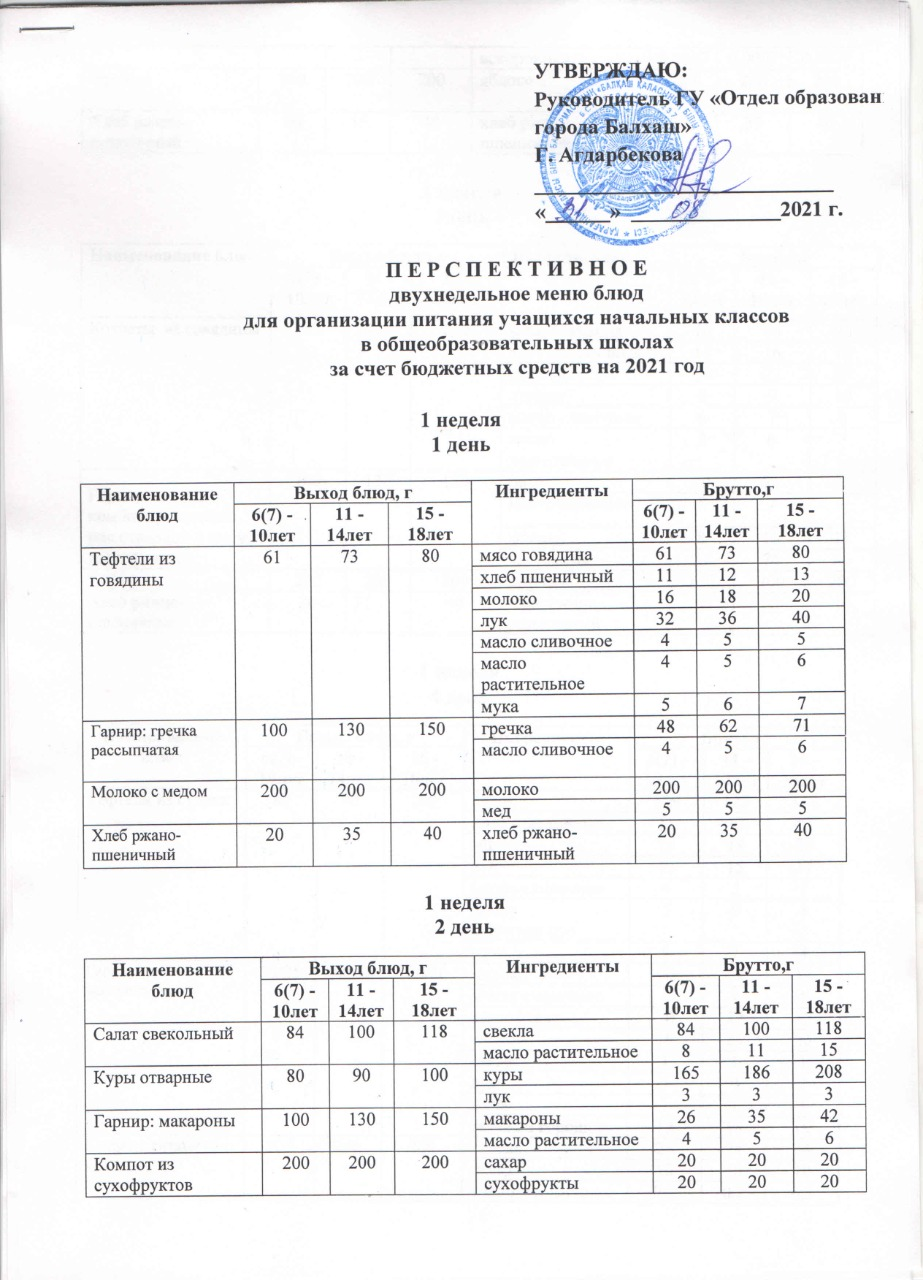 УТВЕРЖДАЮ:
Руководитель ГУ «Отдел образован
города Балхаш»
Г. Агдарбекова
« 31 » 08 2021 г.
П Е Р С П Е К Т И В Н О Е
двухнедельное меню блюд
для организации питания учащихся начальных классов
в общеобразовательных школах
за счет бюджетных средств на 2021 год
1 неделя
1 день
Наименование блюд Выход блюд, г Ингредиенты Брутто,г
6(7) - 10лет 11 - 14лет 15 - 18лет 6(7) - 10лет 11 - 14лет 15 - 18лет
Тефтели из говядины 61 73 80 мясо говядина 61 73 80
хлеб пшеничный 11 12 13
молоко 16 18 20
лук 32 36 40
масло сливочное 4 5 5
масло растительное 4 5 6
мука 5 6 7
Гарнир: гречка рассыпчатая 100 130 150 гречка 48 62 71
масло сливочное 4 5 6
Молоко с медом 200 200 200 молоко 200 200 200
мед 5 5 5
Хлеб ржано-пшеничный 20 35 40 хлеб ржано-пшеничный 20 35 40
1 неделя
2 день
Наименование блюд Выход блюд, г Ингредиенты Брутто,г
6(7) - 10лет 11 - 14лет 15 - 18лет 6(7) - 10лет 11 - 14лет 15 - 18лет
Салат свекольный 84 100 118 свекла 84 100 118
масло растительное 8 11 15
Куры отварные 80 90 100 куры 165 186 208
лук 3 3 3
Гарнир: макароны 100 130 150 макароны 26 35 42
масло растительное 4 5 6
Компот из сухофруктов 200 200 200 сахар 20 20 20
сухофрукты 20 20 20